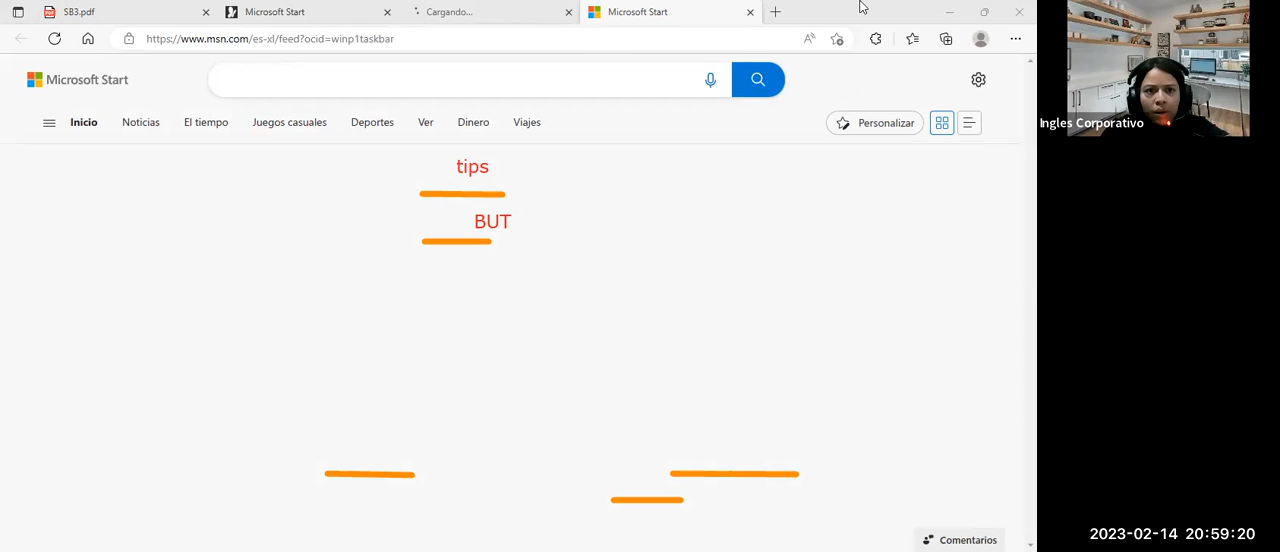 SB3.pdf
Microsoft Start
Cargando...
Microsoft Start
https://www.msn.com/es-xl/feed?ocid=winp1taskbar
Microsoft Start
Inicio Noticias El tiempo Juegos casuales Deportes Ver Dinero Viajes
Personalizar
tips
BUT
Comentarios
Ingles Corporativo
2023-02-14 20:59:20